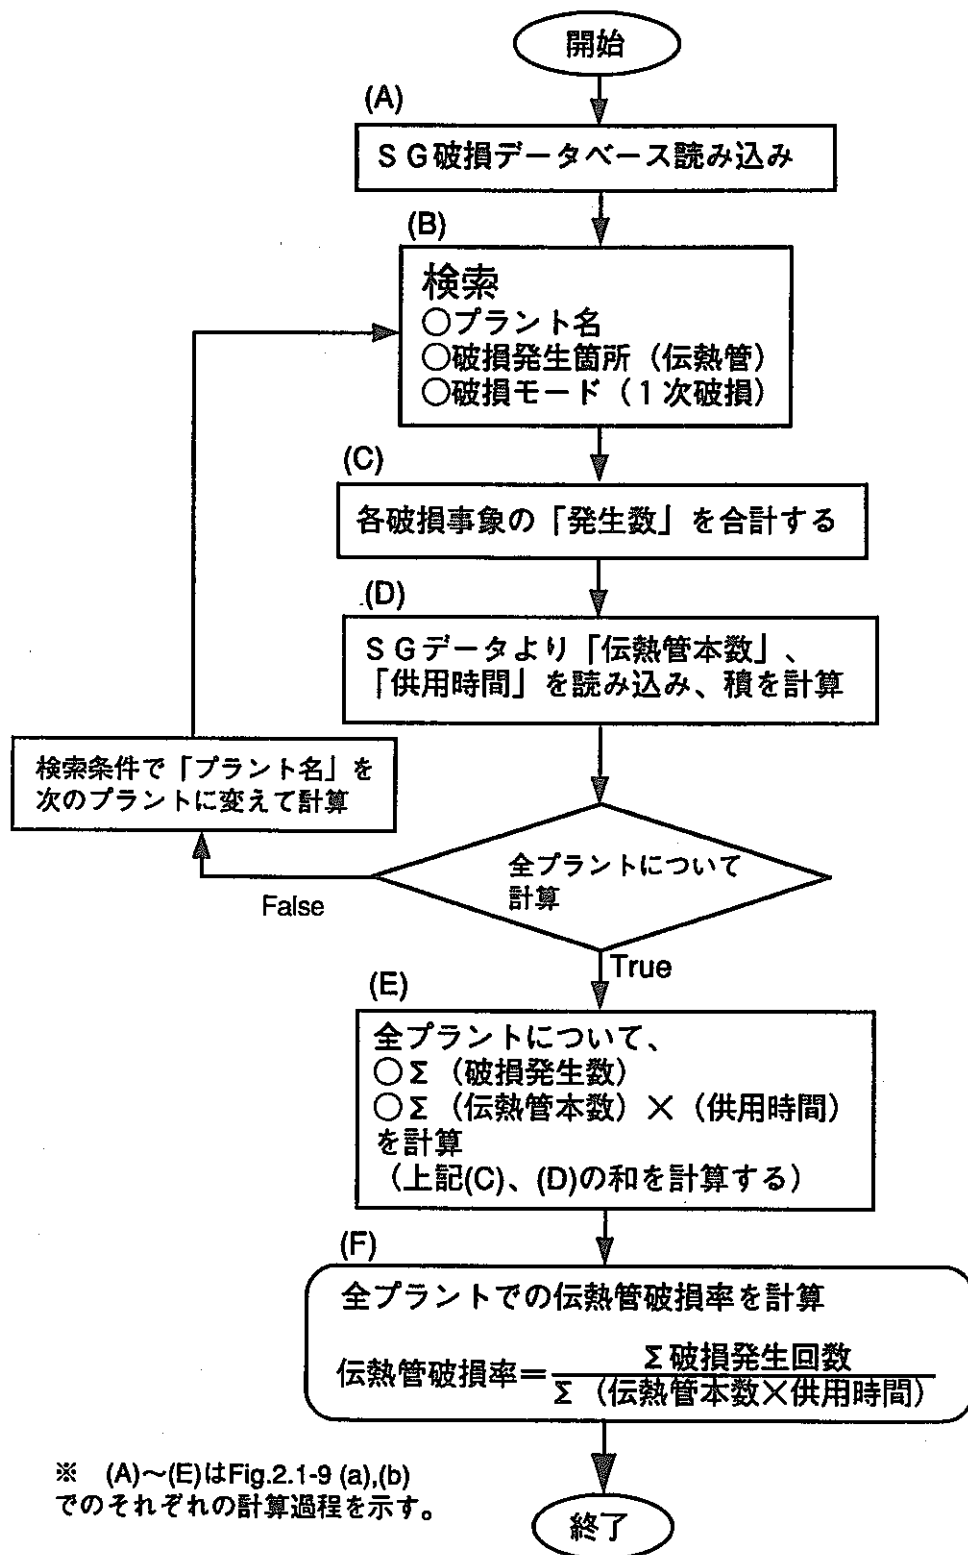 開始
(A)
ＳＧ破損データベース読み込み
(B)
検索
○プラント名
○破損発生箇所（伝熱管）
○破損モード（１次破損）
(C)
各破損事象の「発生数」を合計する
(D)
ＳＧデータより「伝熱管本数」、
「供用時間」を読み込み、積を計算
検索条件で「プラント名」を
次のプラントに変えて計算
全プラントについて
計算
False
True
(E)
全プラントについて、
○Σ（破損発生数）
○Σ（伝熱管本数）×（供用時間）
を計算
（上記(C)、(D)の和を計算する）
(F)
全プラントでの伝熱管破損率を計算
伝熱管破損率＝
Σ破損発生回数
Σ（伝熱管本数×供用時間）
※　(A)～(E)はFig.2.1-9 (a),(b)
でのそれぞれの計算過程を示す。
終了